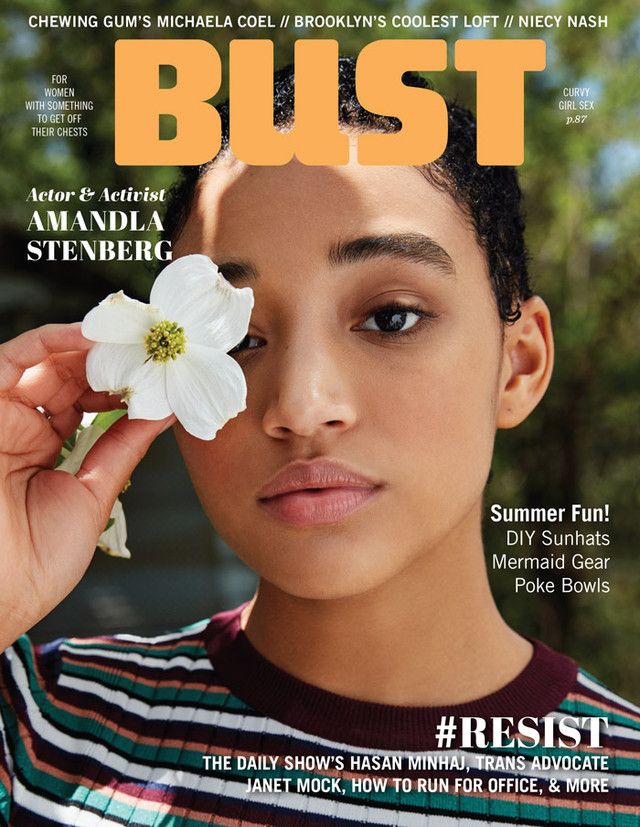 CHEWING GUM'S MICHAELA COEL // BROOKLYN'S COOLEST LOFT // NIECY NASH
BUST
FOR
WOMEN
WITH SOMETHING
TO GET OFF
THEIR CHESTS
CURVY
GIRL SEX
p.87
Actor & Activist
AMANDLA
STENBERG
Summer Fun!
DIY Sunhats
Mermaid Gear
Poke Bowls
#RESIST
THE DAILY SHOW'S HASAN MINHAJ, TRANS ADVOCATE
JANET MOCK, HOW TO RUN FOR OFFICE, & MORE